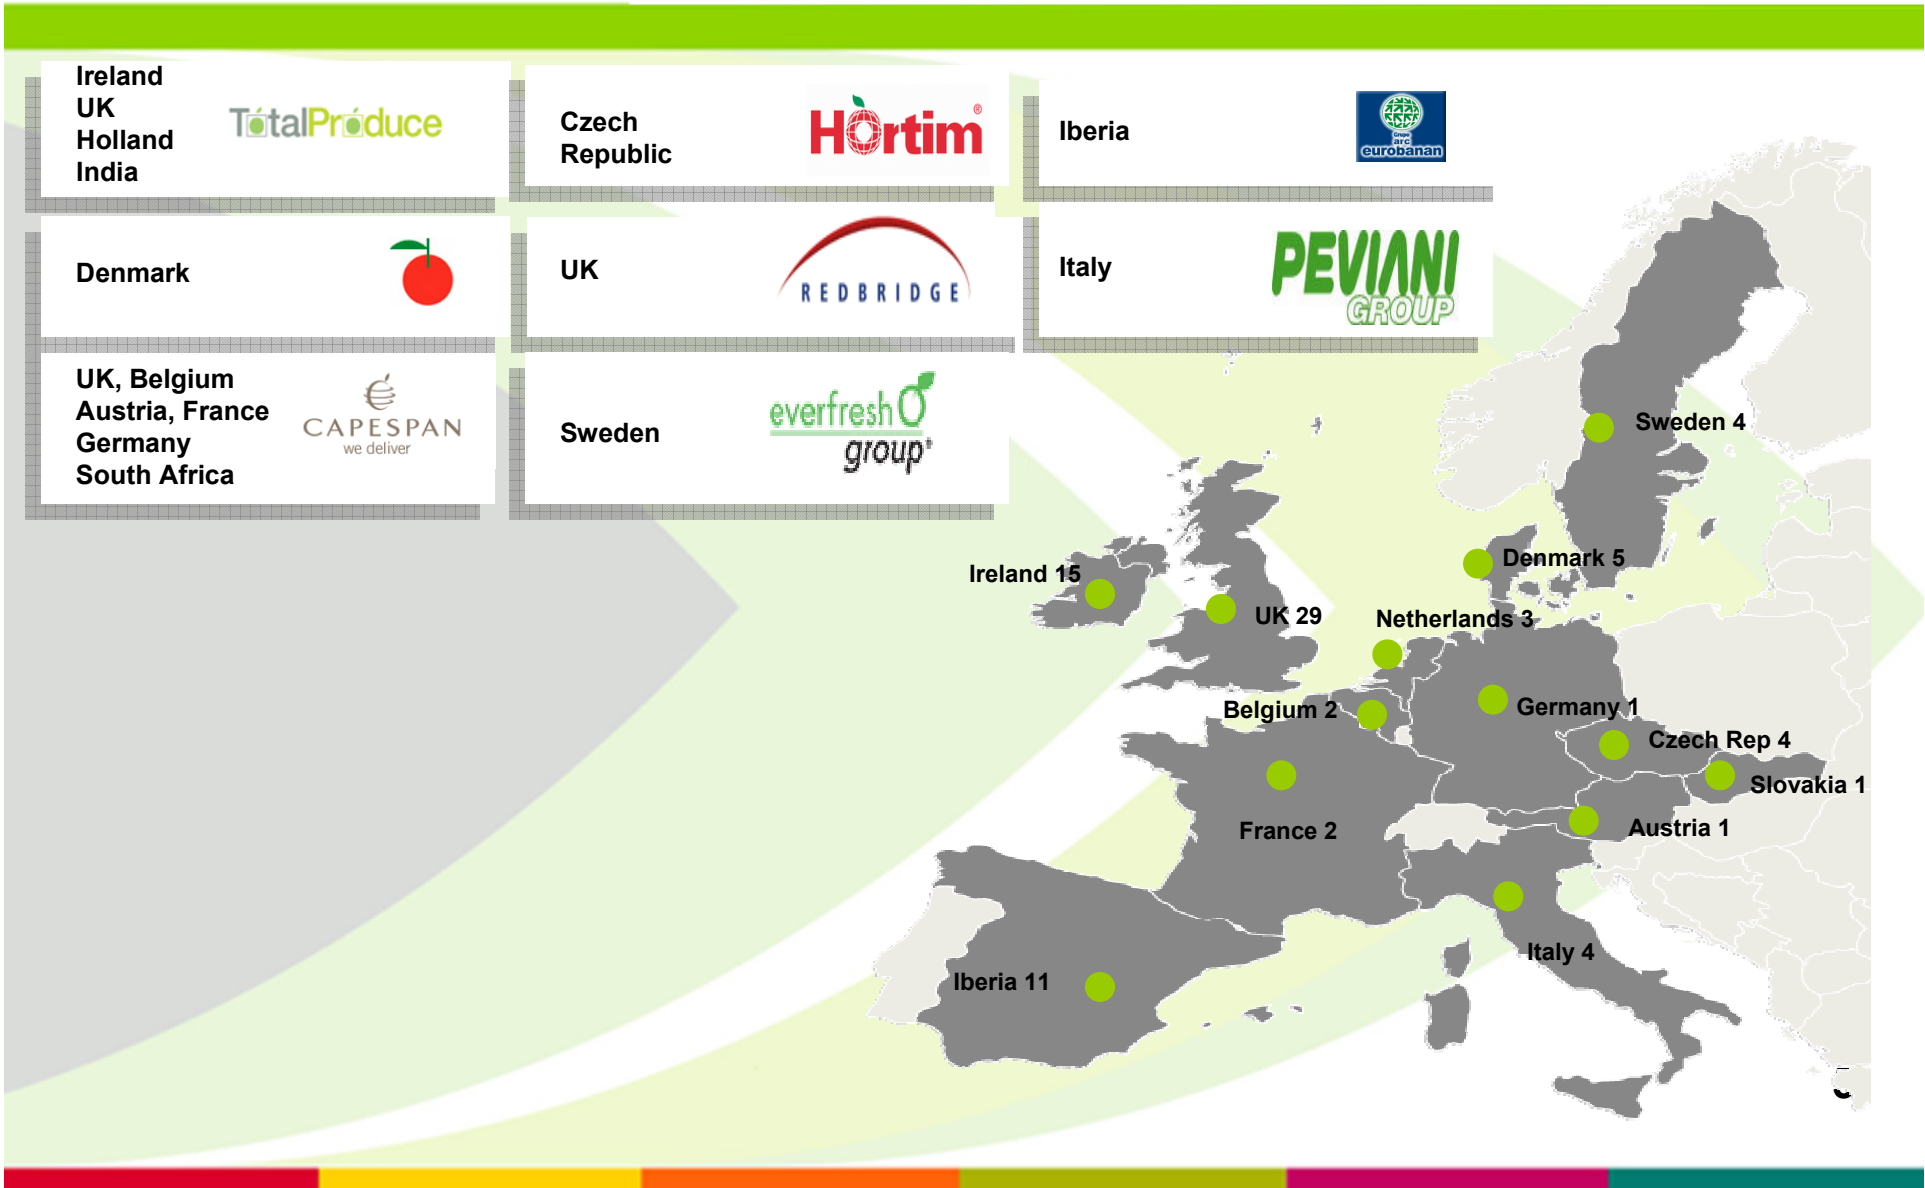 Ireland
UK
Holland
India
TotalProduce
Czech
Republic
Hortim®
Iberia
Grupo
arc
eurobanan
Denmark
UK
REDBRIDGE
Italy
PEVIANI
GROUP
UK, Belgium
Austria, France
Germany
South Africa
CAPESPAN
we deliver
Sweden
everfresh
group
Sweden 4
Denmark 5
Ireland 15
UK 29
Netherlands 3
Belgium 2
Germany 1
Czech Rep 4
Slovakia 1
France 2
Austria 1
Italy 4
Iberia 11